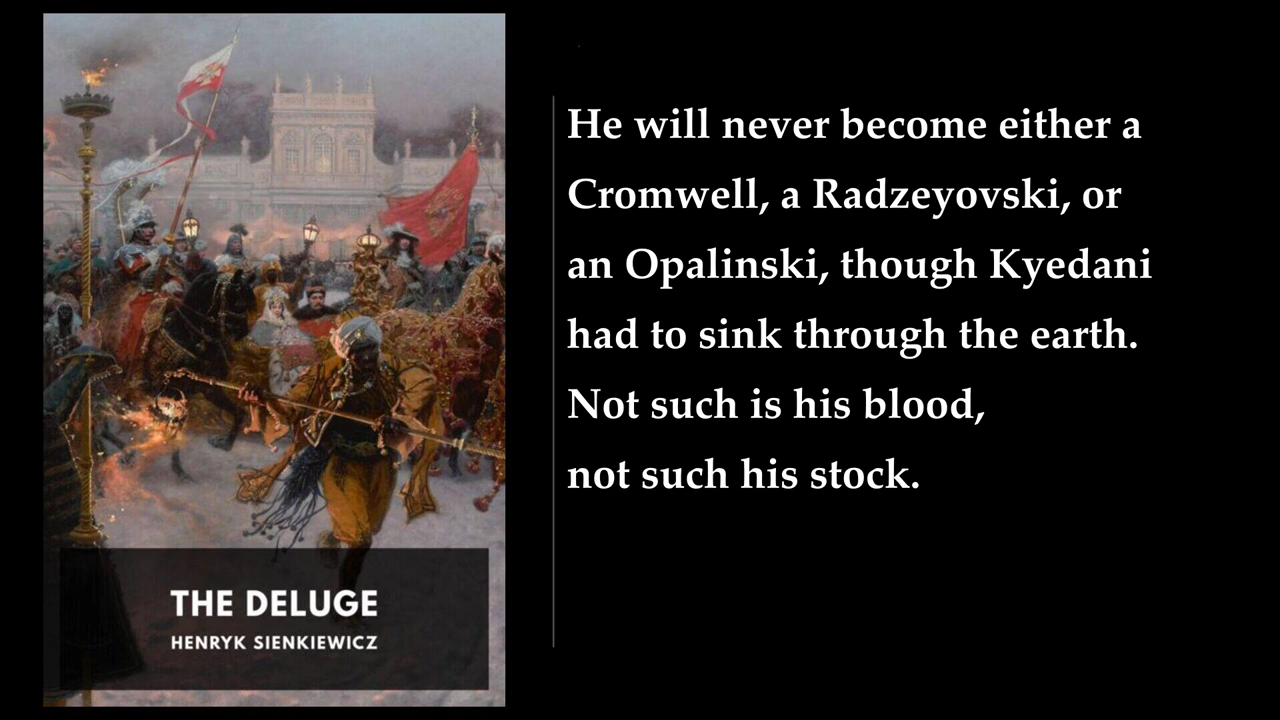 THE DELUGE
HENRYK SIENKIEWICZ
He will never become either a
Cromwell, a Radzeyovski, or
an Opalinski, though Kyedani
had to sink through the earth.
Not such is his blood,
not such his stock.